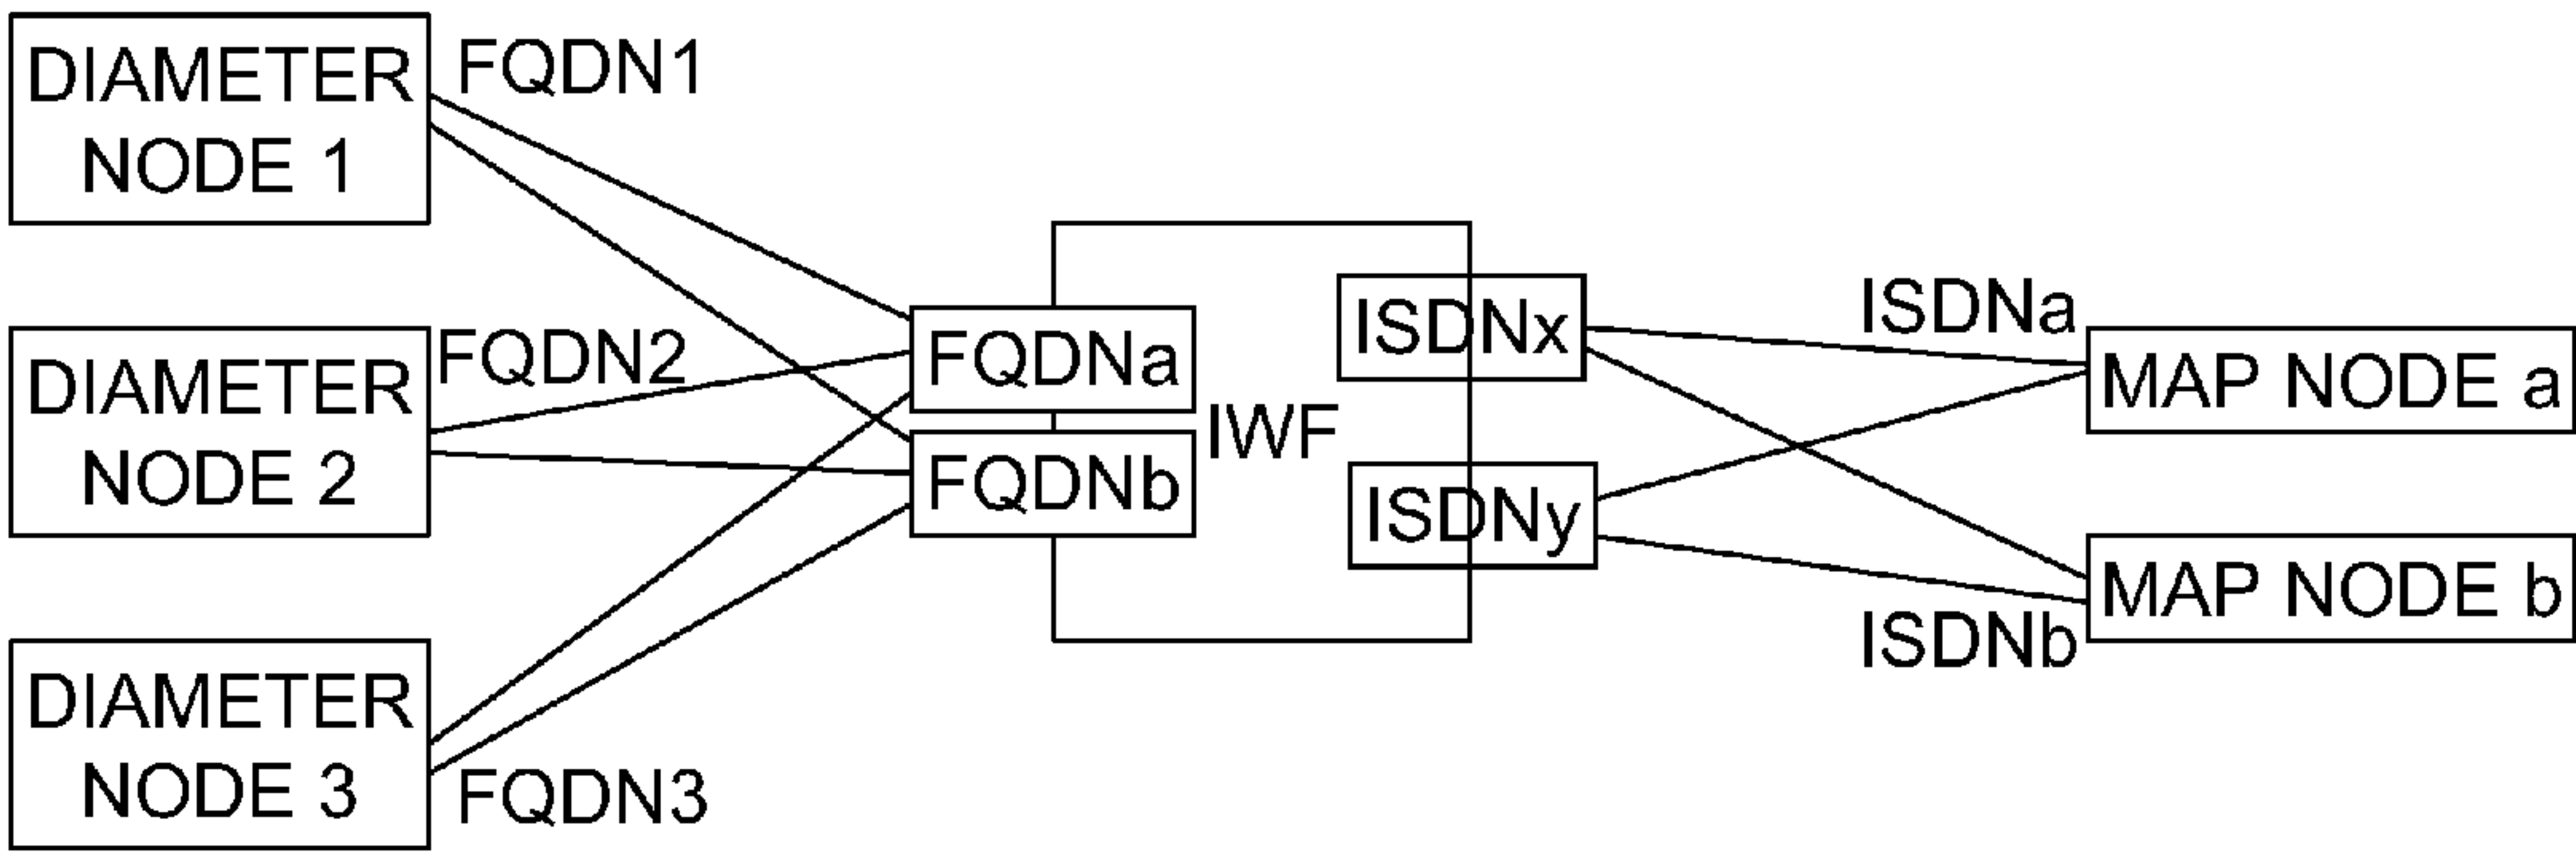 DIAMETER
NODE 1
FQDN1
DIAMETER
NODE 2
FQDN2
DIAMETER
NODE 3
FQDN3
FQDNa
FQDNb
IWF
ISDNx
ISDNy
ISDNa
MAP NODE a
MAP NODE b
ISDNb